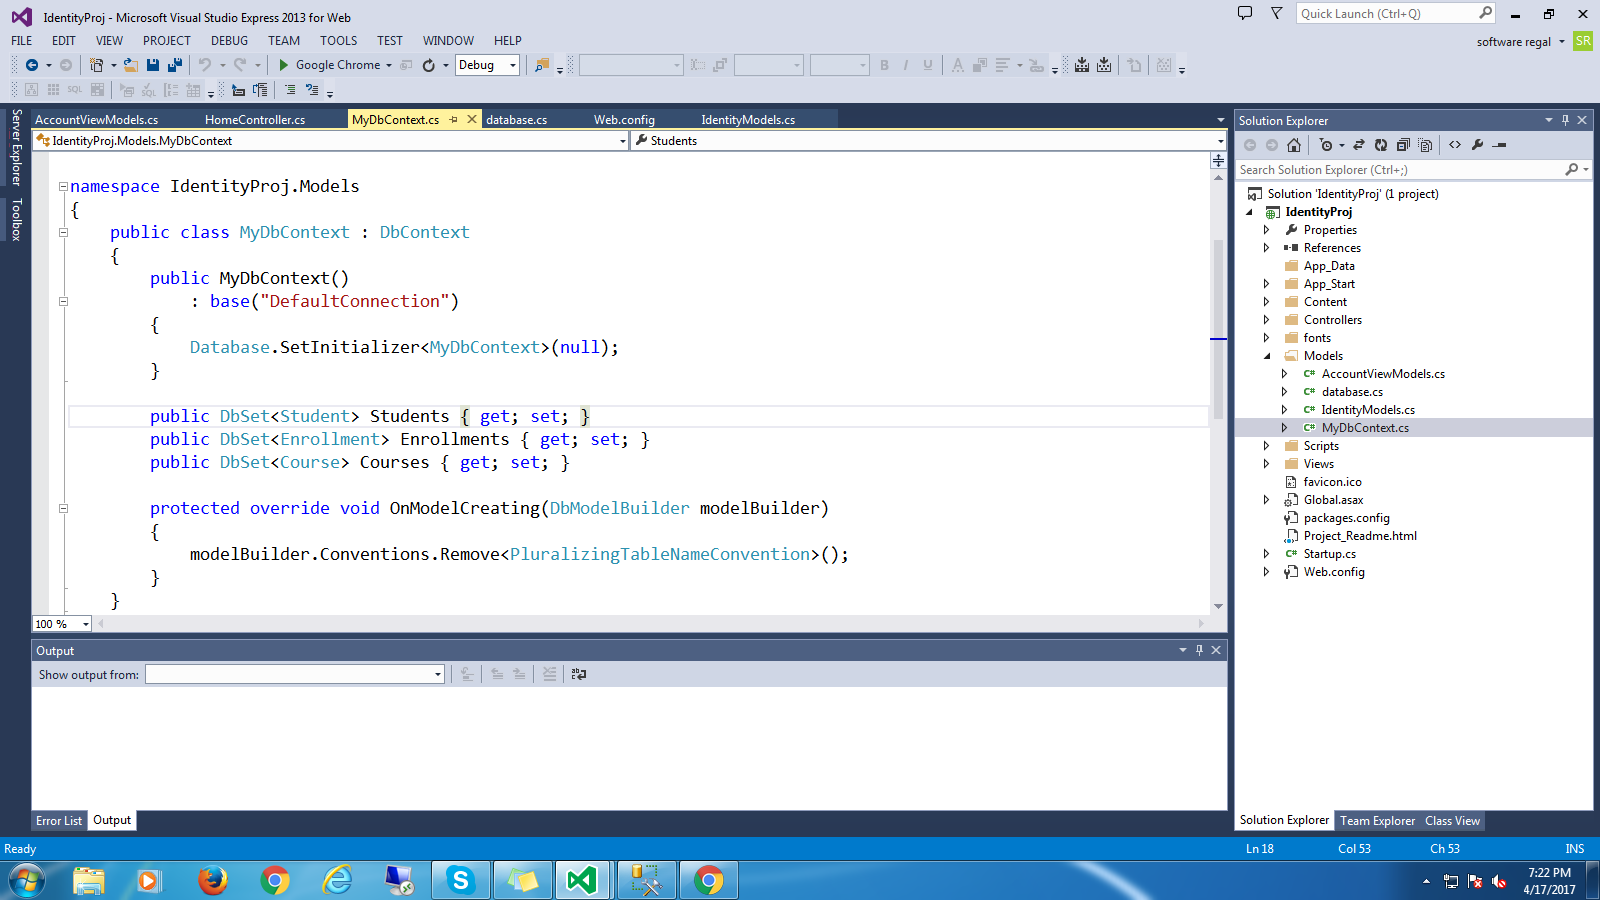 IdentityProj - Microsoft Visual Studio Express 2013 for Web
Quick Launch (Ctrl+Q)
FILE EDIT VIEW PROJECT DEBUG TEAM TOOLS TEST WINDOW HELP
software regal SR
Google Chrome Debug
SQL SQL
B I U A
Server Explorer
Toolbox
AccountViewModels.cs HomeController.cs MyDbContext.cs database.cs Web.config IdentityModels.cs
IdentityProj.Models.MyDbContext Students
namespace IdentityProj.Models
{
public class MyDbContext : DbContext
{
public MyDbContext()
: base("DefaultConnection")
{
Database.SetInitializer<MyDbContext>(null);
}
public DbSet<Student> Students { get; set; }
public DbSet<Enrollment> Enrollments { get; set; }
public DbSet<Course> Courses { get; set; }
protected override void OnModelCreating(DbModelBuilder modelBuilder)
{
modelBuilder.Conventions.Remove<PluralizingTableNameConvention>();
}
}
100 %
Output
Show output from:
Error List Output
Solution Explorer
Search Solution Explorer (Ctrl+;)
Solution 'IdentityProj' (1 project)
IdentityProj
Properties
References
App_Data
App_Start
Content
Controllers
fonts
Models
C# AccountViewModels.cs
C# database.cs
C# IdentityModels.cs
C# MyDbContext.cs
Scripts
Views
favicon.ico
Global.asax
packages.config
Project_Readme.html
C# Startup.cs
Web.config
Solution Explorer Team Explorer Class View
Ready Ln 18 Col 53 Ch 53 INS
7:22 PM
4/17/2017